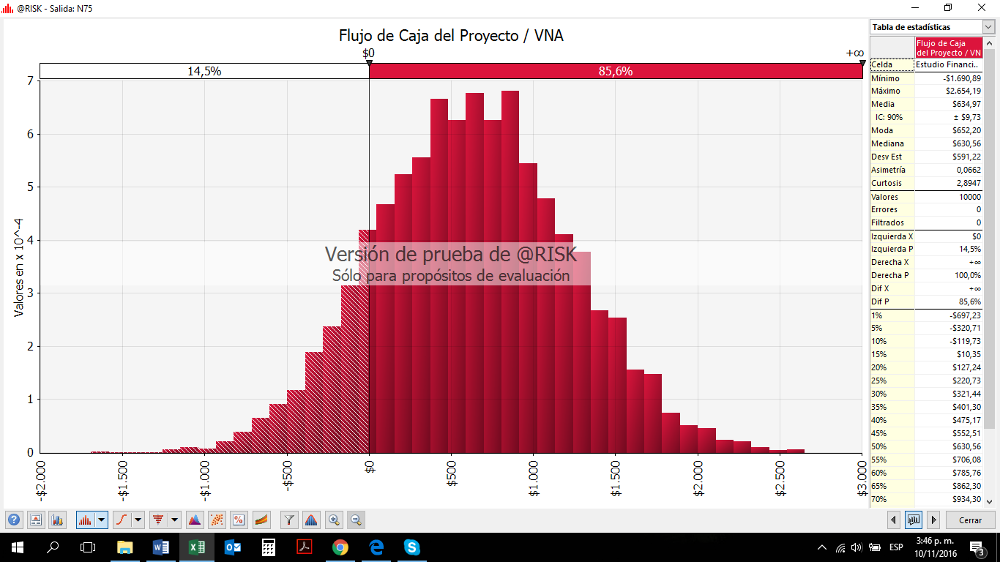 @RISK - Salida: N75
Flujo de Caja del Proyecto / VNA
$0
+∞
14,5%
85,6%
7
6
5
4
3
2
1
0
Valores en x 10^-4
Versión de prueba de @RISK
Sólo para propósitos de evaluación
-$2.000
-$1.500
-$1.000
-$500
$
$500
$1.000
$1.500
$2.000
$2.500
$3.000
Tabla de estadísticas
Flujo de Caja
del Proyecto / VN
Celda Estudio Financi..
Mínimo -$1.690,89
Máximo $2.654,19
Media $634,97
IC: 90% ± $9,73
Moda $652,20
Mediana $630,56
Desv Est $591,22
Asimetría 0,0662
Curtosis 2,8947
Valores 10000
Errores 0
Filtrados 0
Izquierda X $0
Izquierda P 14,5%
Derecha X +∞
Derecha P 100,0%
Dif X +∞
Dif P 85,6%
1% -$697,23
5% -$320,71
10% -$119,73
15% $10,35
20% $127,24
25% $220,73
30% $321,44
35% $401,30
40% $475,17
45% $552,51
50% $630,56
55% $706,08
60% $785,76
65% $862,30
70% $934,30
Cerrar
ESP
3:46 p. m.
10/11/2016
3